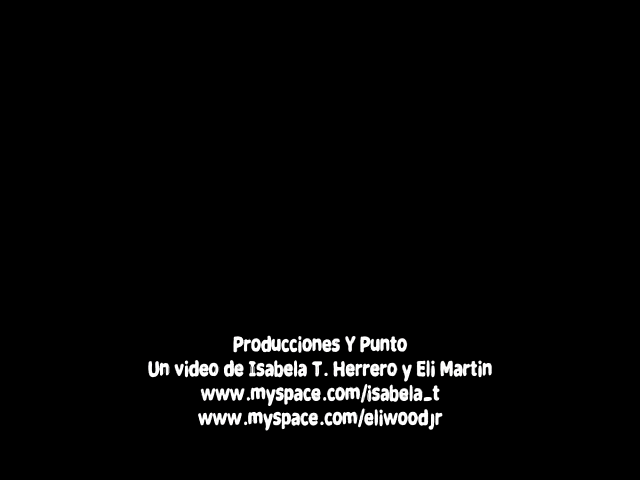 Producciones Y Punto
Un video de Isabela T. Herrero y Eli Martin
www.myspace.com/isabela_t
www.myspace.com/eliwoodjr